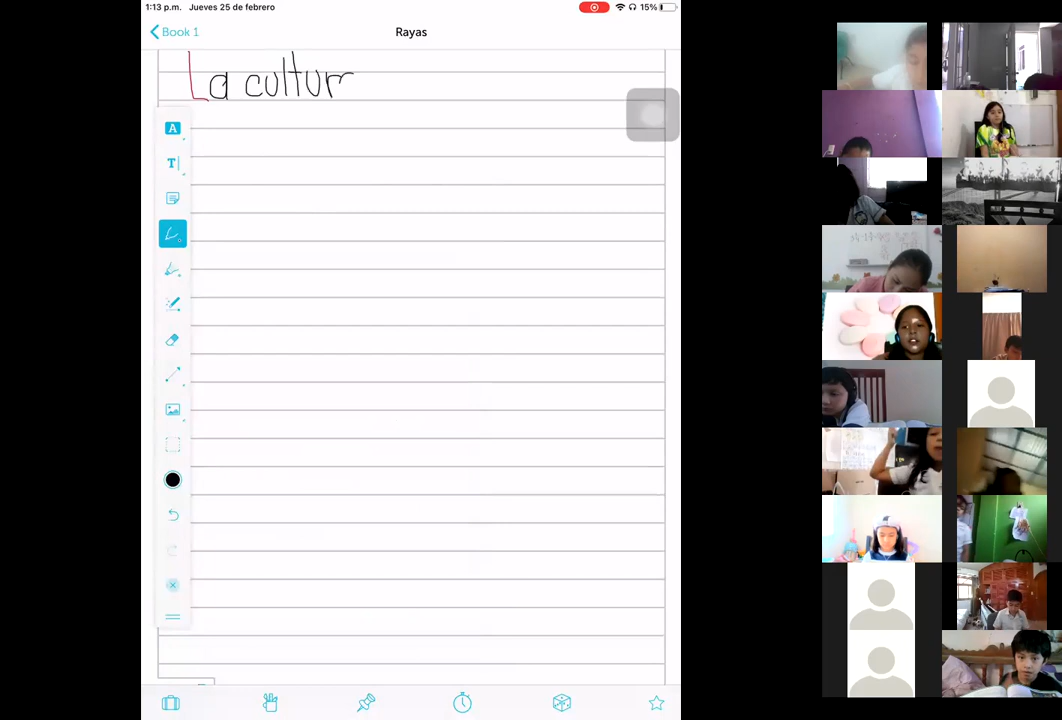 1:13 p.m. Jueves 25 de febrero 15%
Book 1 Rayas
La cultur
A
T